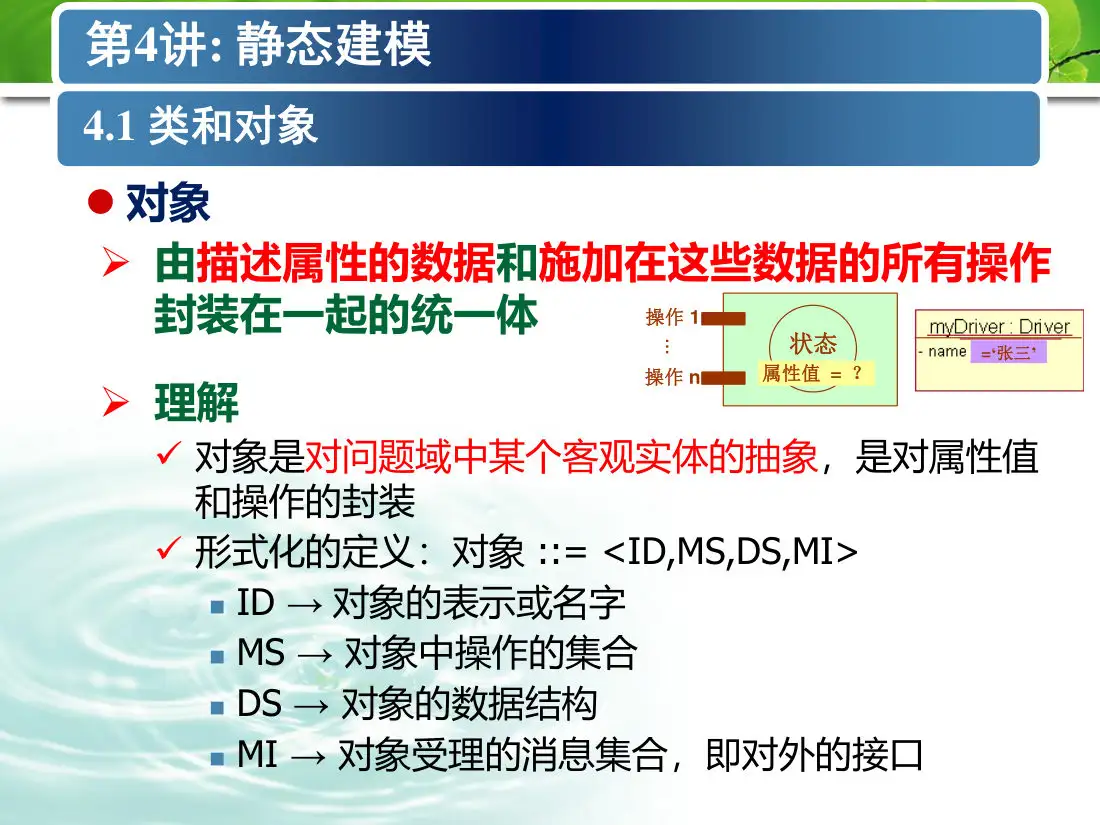 第4讲: 静态建模
4.1 类和对象
对象
由描述属性的数据和施加在这些数据的所有操作
封装在一起的统一体
操作 1
⋮
操作 n
状态
属性值 = ？
myDriver : Driver
- name =‘张三’
理解
对象是对问题域中某个客观实体的抽象，是对属性值
和操作的封装
形式化的定义：对象 ::= <ID,MS,DS,MI>
ID → 对象的表示或名字
MS → 对象中操作的集合
DS → 对象的数据结构
MI → 对象受理的消息集合，即对外的接口